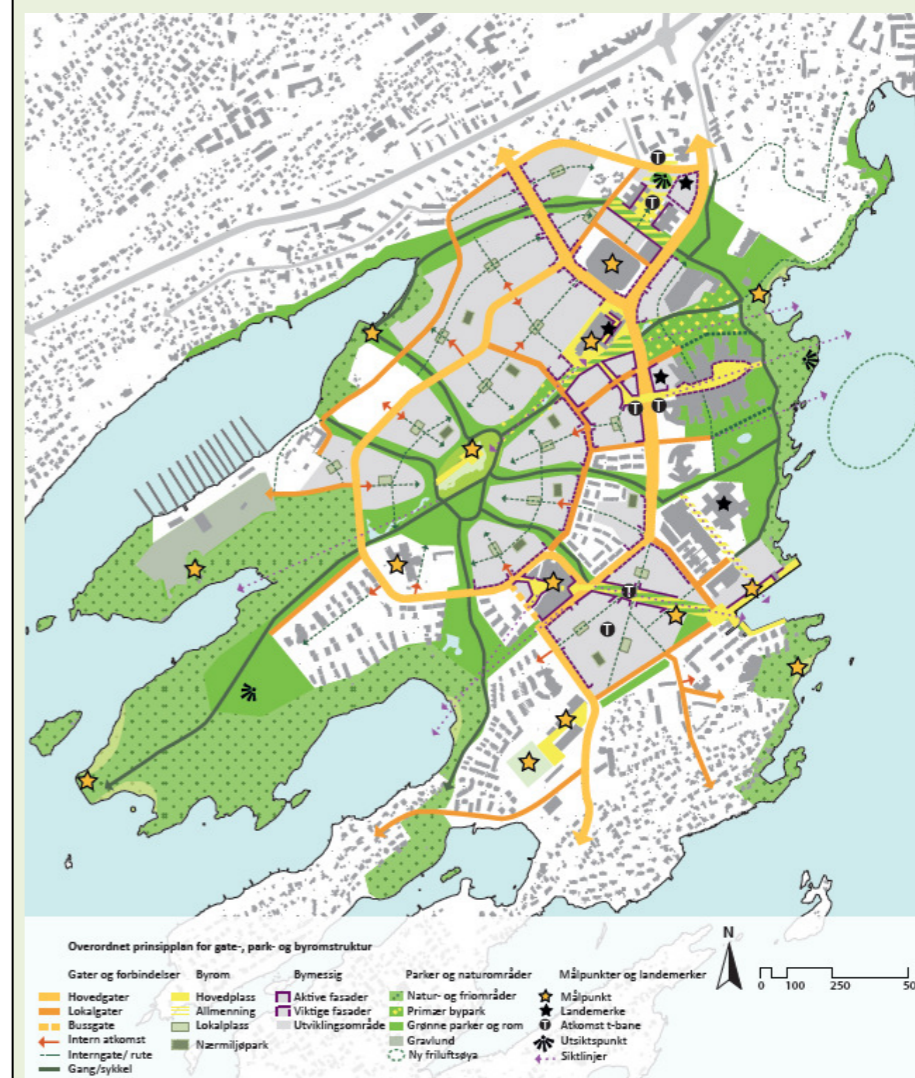 T
T
T
T
T
T
Overordnet prinsipplan for gate-, park- og byromstruktur
N
Gater og forbindelser
Hovedgater
Lokalgater
Bussgate
Intern atkomst
Interngate/ rute
Gang/sykkel
Byrom
Hovedplass
Allmenning
Lokalplass
Nærmiljøpark
Bymessig
Aktive fasader
Viktige fasader
Utviklingsområde
Parker og naturområder
Natur- og friområder
Primær bypark
Grønne parker og rom
Gravlund
Ny friluftsøya
Målpunkter og landemerker
Målpunkt
Landemerke
T Atkomst t-bane
Utsiktspunkt
Siktlinjer
0 100 250